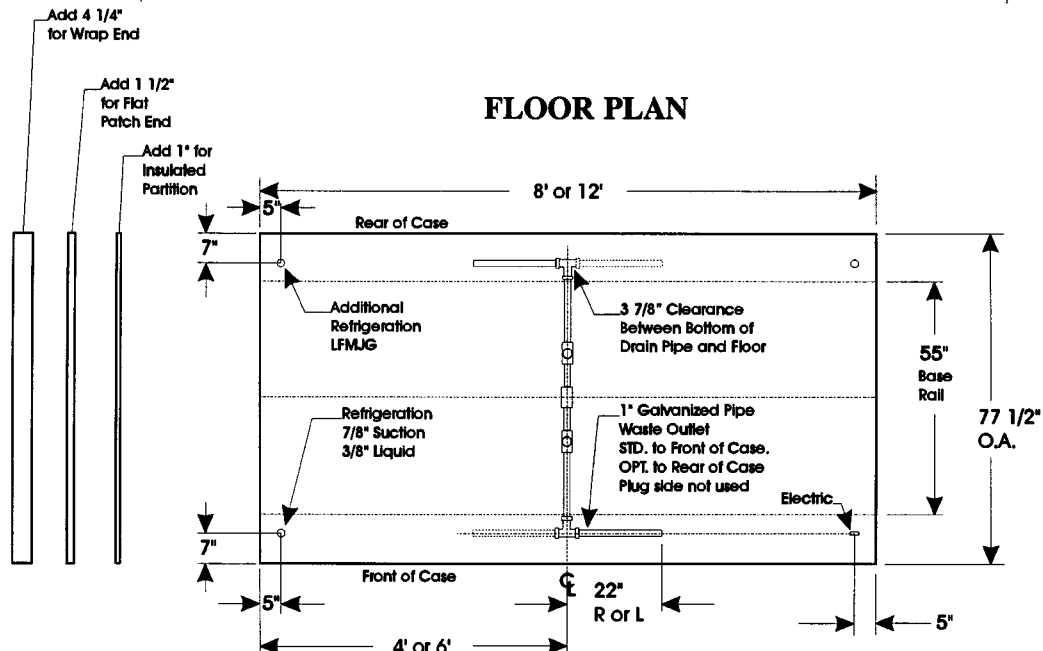 Add 4 1/4"
for Wrap End
Add 1 1/2"
for Flat
Patch End
Add 1" for
Insulated
Partition
FLOOR PLAN
8' or 12'
5"
Rear of Case
7"
Additional
Refrigeration
LFMJG
3 7/8" Clearance
Between Bottom of
Drain Pipe and Floor
55"
Base
Rail
77 1/2"
O.A.
Refrigeration
7/8" Suction
3/8" Liquid
1" Galvanized Pipe
Waste Outlet
STD. to Front of Case.
OPT. to Rear of Case
Plug side not used
Electric
7"
Front of Case
5"
CL
22"
R or L
5"
4' or 6'